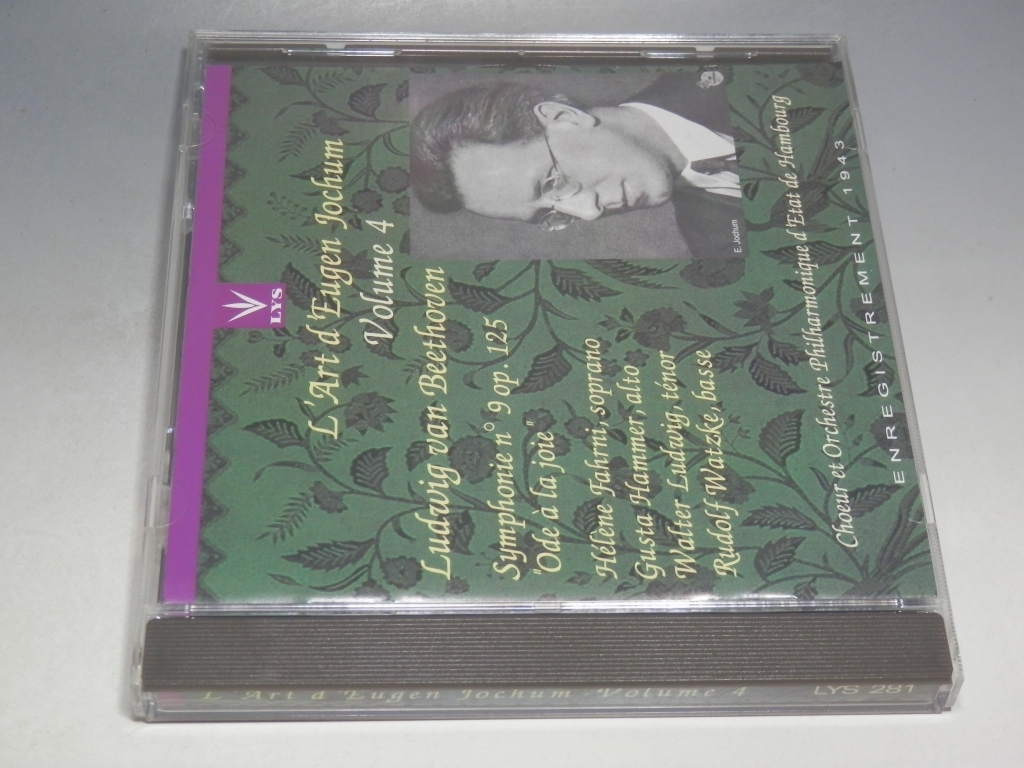 LYS
L'Art d'Eugen Jochum
Volume 4
E. Jochum
Ludwig van Beethoven
Symphonie n° 9 op. 125
"Ode à la joie"
Hélène Fahrni, soprano
Gusta Hammer, alto
Walter Ludwig, ténor
Rudolf Watzke, basse
Choeur et Orchestre Philharmonique d'Etat de Hambourg
ENREGISTREMENT 1943
L'Art d'Eugen Jochum - Volume 4 LYS 281